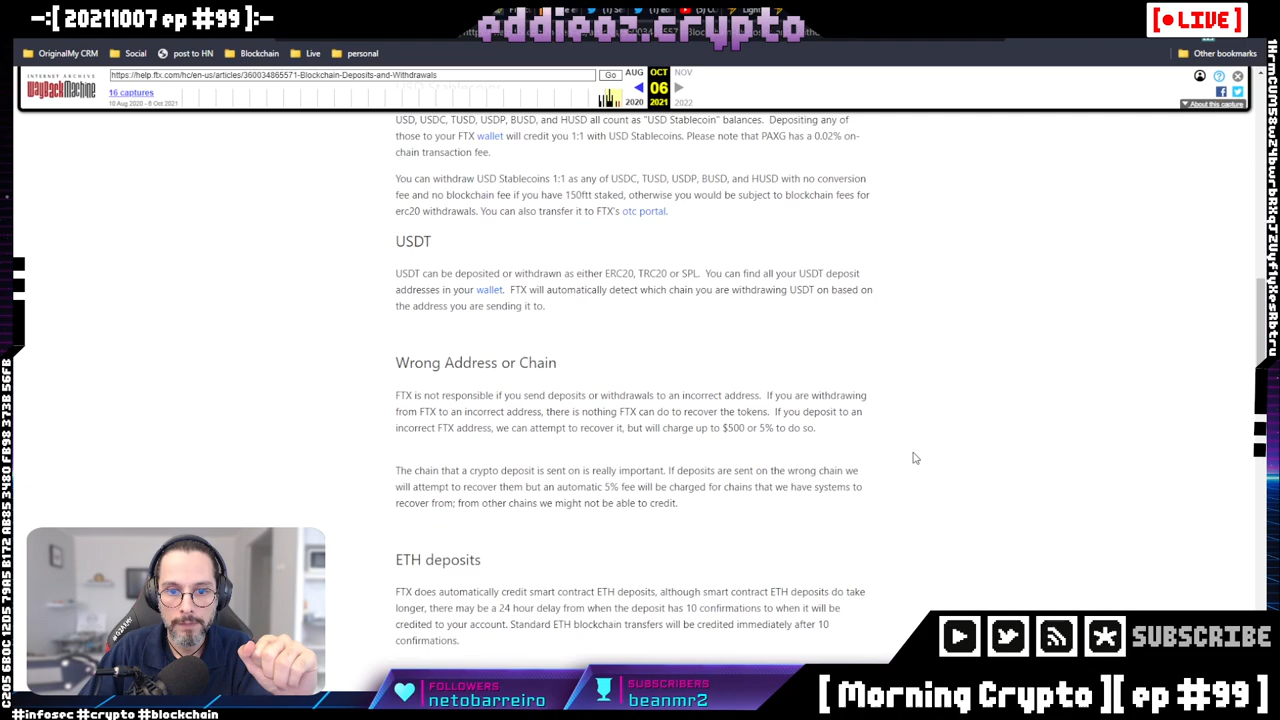 -:[ 20211007 ep #99 ]:-
eddieoz.crypto
[● LIVE]
OriginalMy CRM
Social
post to HN
Blockchain
Live
personal
Other bookmarks
INTERNET ARCHIVE
WayBackMachine
https://help.ftx.com/hc/en-us/articles/360034865571-Blockchain-Deposits-and-Withdrawals
Go
AUG
OCT
NOV
16 captures
06
10 Aug 2020 - 6 Oct 2021
2020
2021
2022
About this capture
USD, USDC, TUSD, USDP, BUSD, and HUSD all count as "USD Stablecoin" balances. Depositing any of
those to your FTX wallet will credit you 1:1 with USD Stablecoins. Please note that PAXG has a 0.02% on-
chain transaction fee.
You can withdraw USD Stablecoins 1:1 as any of USDC, TUSD, USDP, BUSD, and HUSD with no conversion
fee and no blockchain fee if you have 150ftt staked, otherwise you would be subject to blockchain fees for
erc20 withdrawals. You can also transfer it to FTX's otc portal.
USDT
USDT can be deposited or withdrawn as either ERC20, TRC20 or SPL. You can find all your USDT deposit
addresses in your wallet. FTX will automatically detect which chain you are withdrawing USDT on based on
the address you are sending it to.
Wrong Address or Chain
FTX is not responsible if you send deposits or withdrawals to an incorrect address. If you are withdrawing
from FTX to an incorrect address, there is nothing FTX can do to recover the tokens. If you deposit to an
incorrect FTX address, we can attempt to recover it, but will charge up to $500 or 5% to do so.
The chain that a crypto deposit is sent on is really important. If deposits are sent on the wrong chain we
will attempt to recover them but an automatic 5% fee will be charged for chains that we have systems to
recover from; from other chains we might not be able to credit.
ETH deposits
FTX does automatically credit smart contract ETH deposits, although smart contract ETH deposits do take
longer, there may be a 24 hour delay from when the deposit has 10 confirmations to when it will be
credited to your account. Standard ETH blockchain transfers will be credited immediately after 10
confirmations.
SUBSCRIBE
FOLLOWERS
netobarreiro
SUBSCRIBERS
beanmr2
[ Morning Crypto ][ ep #99 ]
#infosec #crypto #blockchain
C205 6B0C 12D5 79A5 B172 AB85 3480 FB98 373B 56FB